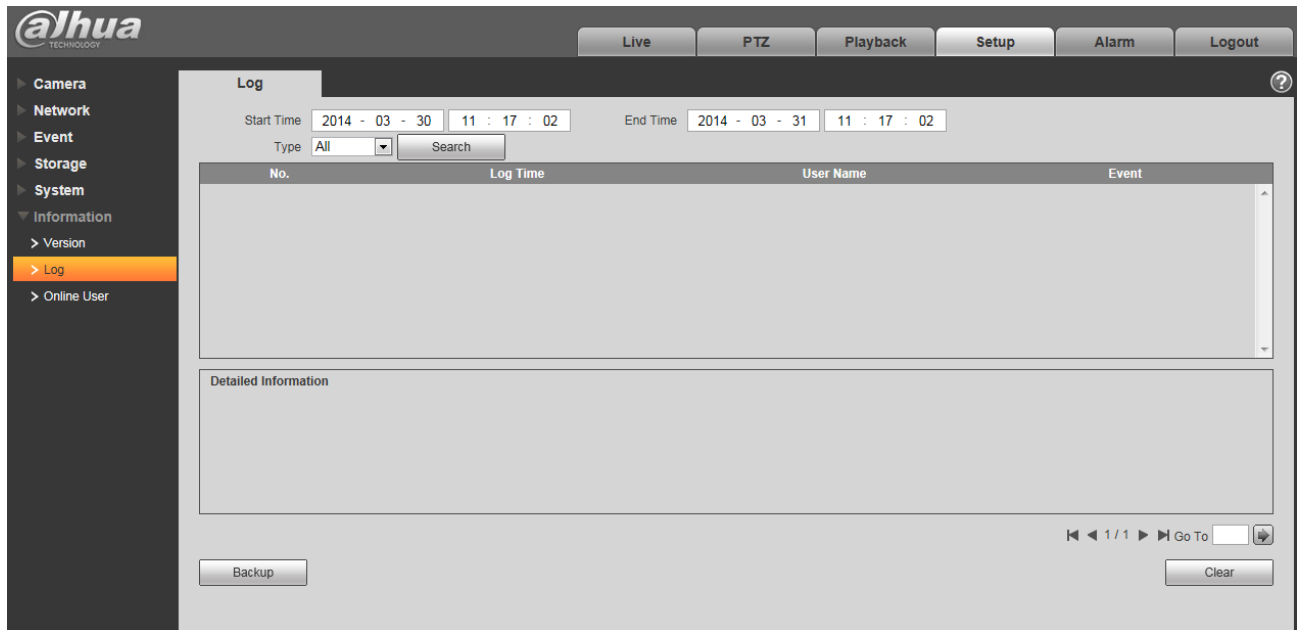 alhua
TECHNOLOGY
Live PTZ Playback Setup Alarm Logout
Camera
Network
Event
Storage
System
Information
> Version
> Log
> Online User
Log
?
Start Time 2014 - 03 - 30 11 : 17 : 02 End Time 2014 - 03 - 31 11 : 17 : 02
Type All Search
No. Log Time User Name Event
Detailed Information
1 / 1 Go To
Backup Clear